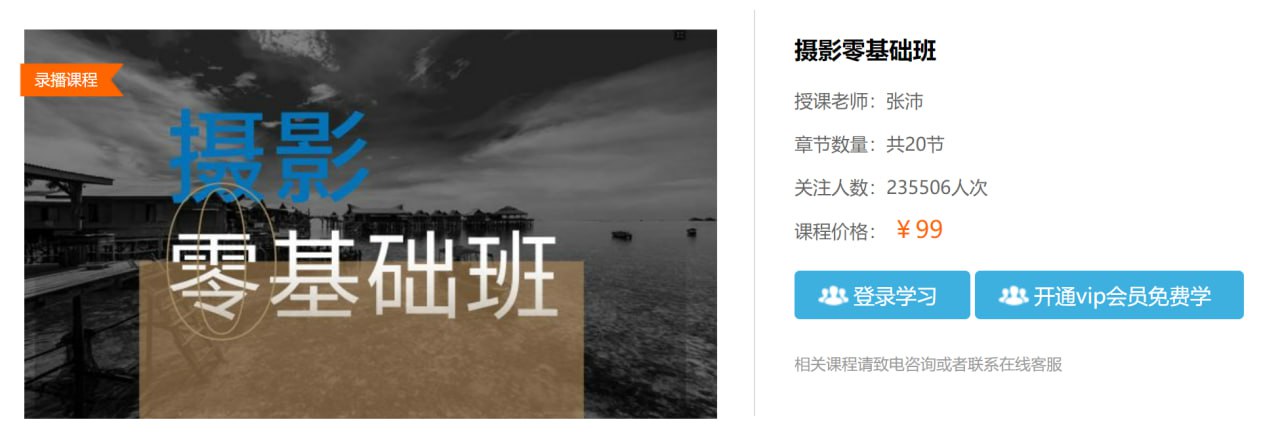 录播课程
摄影
零基础班
摄影零基础班
授课老师：张沛
章节数量：共20节
关注人数：235506人次
课程价格：￥99
登录学习
开通vip会员免费学
相关课程请致电咨询或者联系在线客服